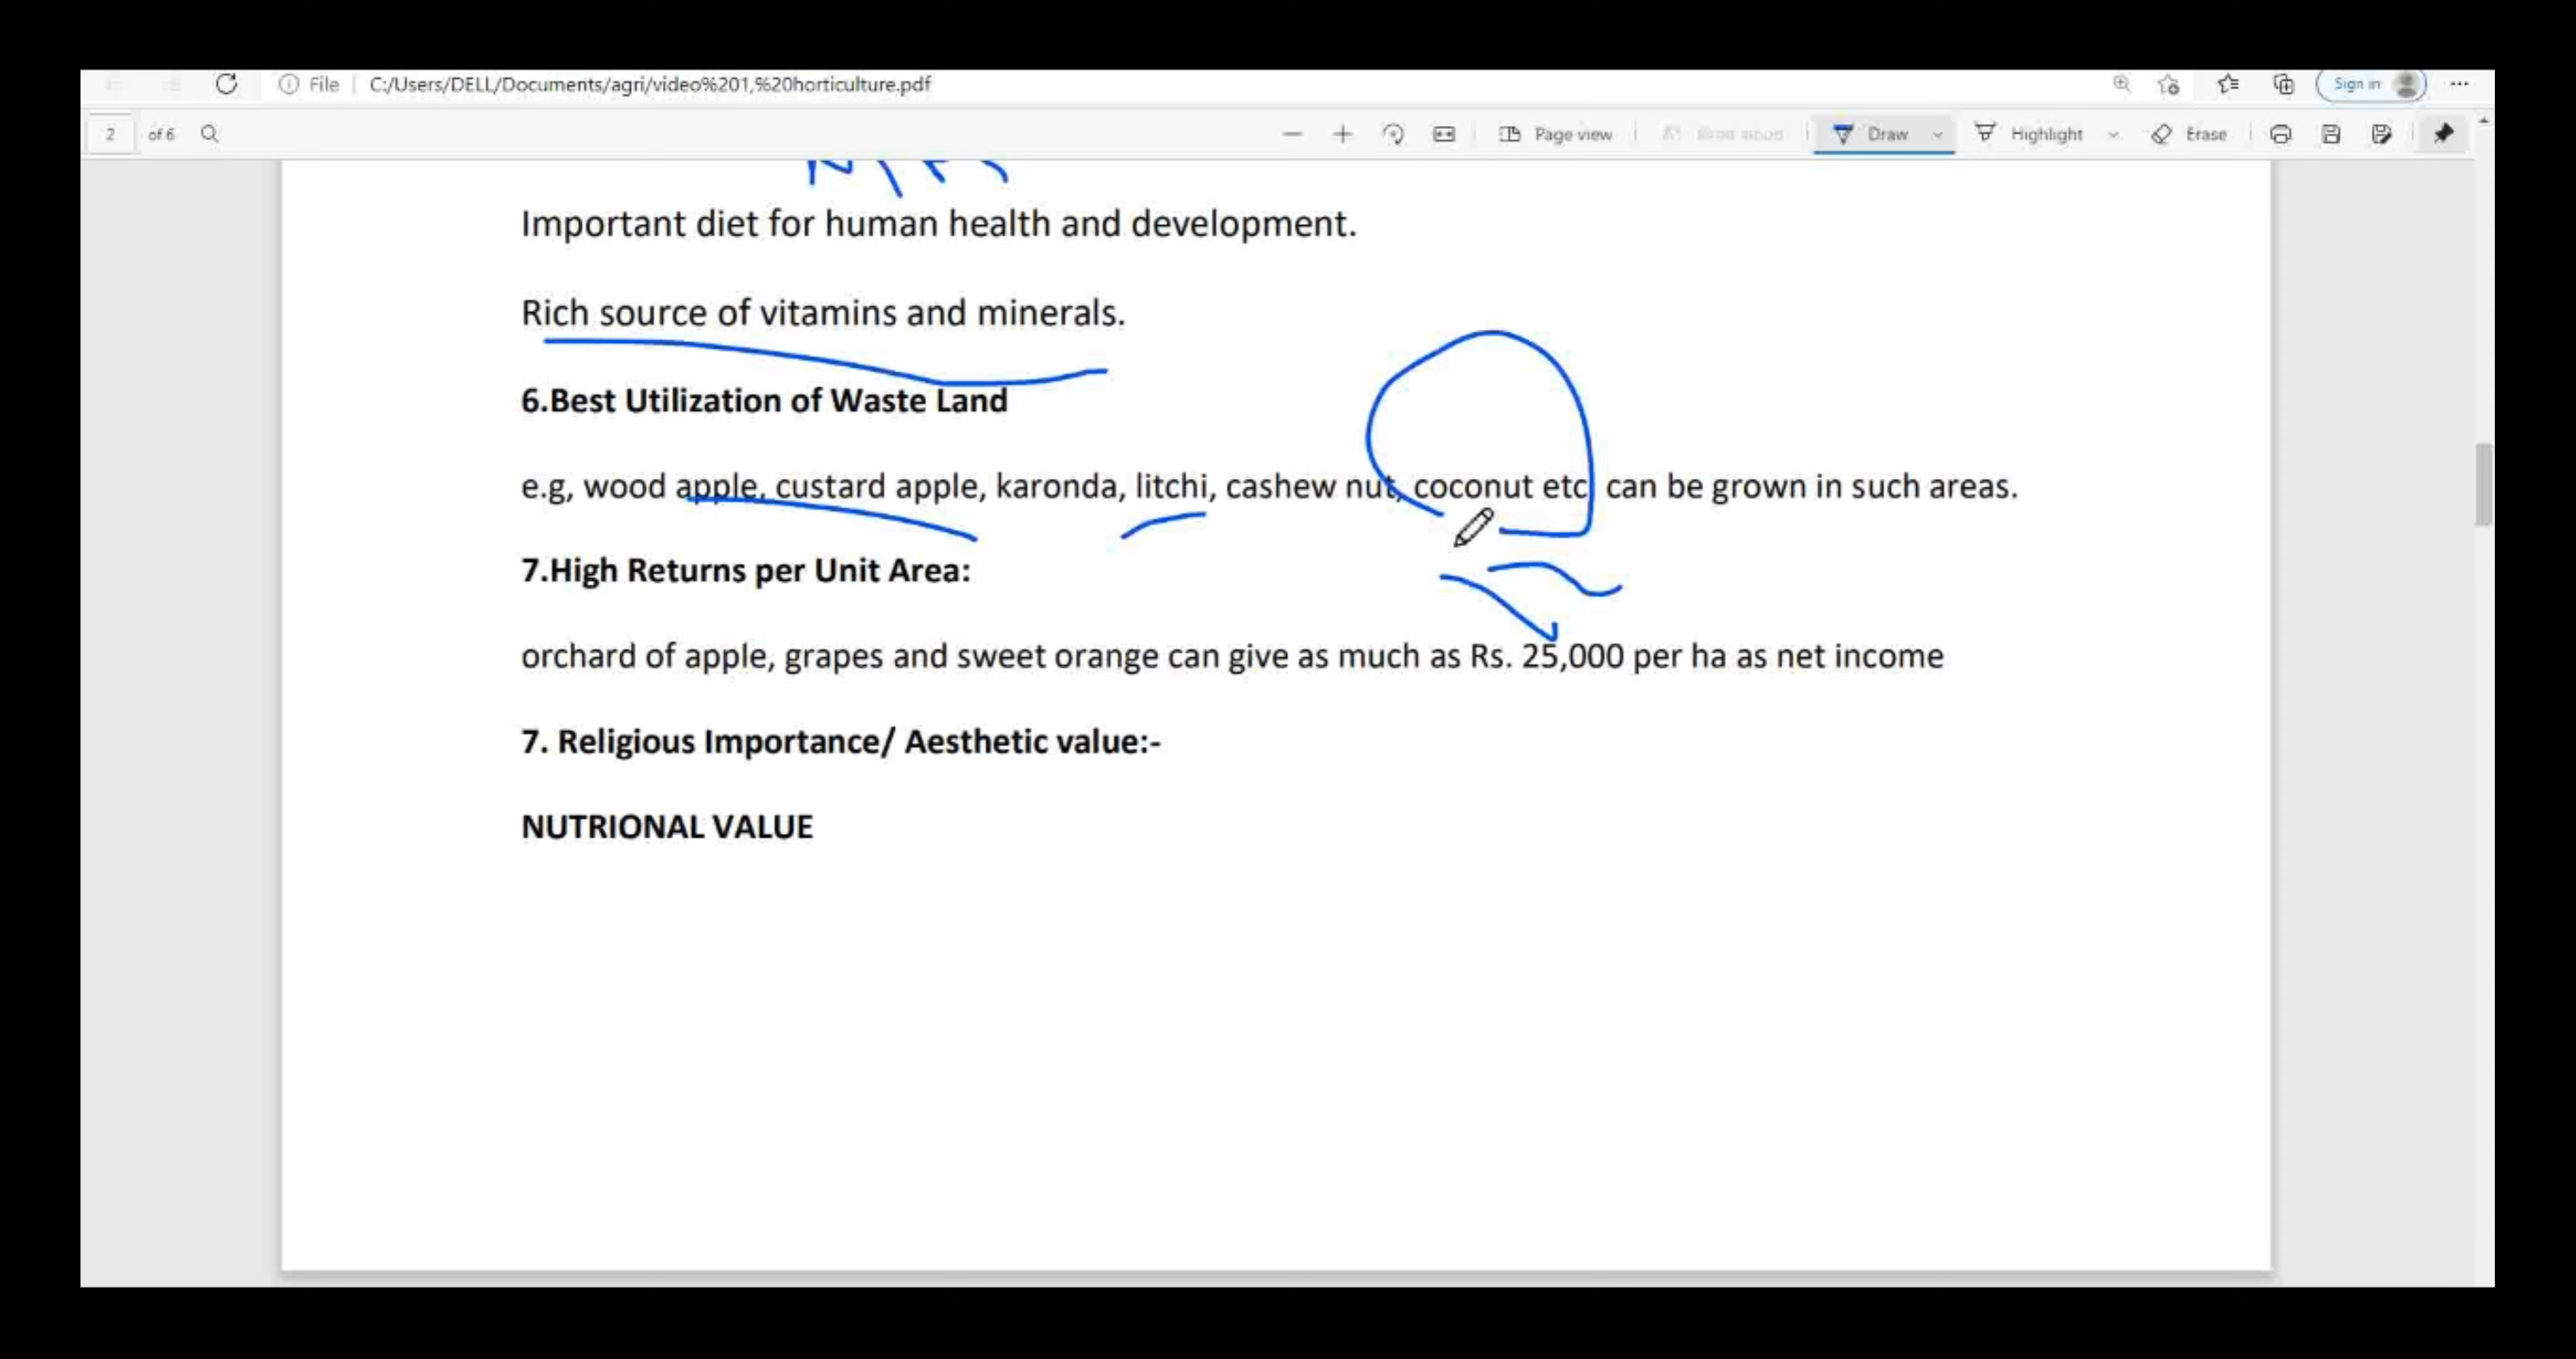 File | C:/Users/DELL/Documents/agri/video%201,%20horticulture.pdf
Sign in
2 of 6
Page view
Read aloud
Draw
Highlight
Erase
Important diet for human health and development.
Rich source of vitamins and minerals.
6.Best Utilization of Waste Land
e.g, wood apple, custard apple, karonda, litchi, cashew nut, coconut etc can be grown in such areas.
7.High Returns per Unit Area:
orchard of apple, grapes and sweet orange can give as much as Rs. 25,000 per ha as net income
7. Religious Importance/ Aesthetic value:-
NUTRIONAL VALUE